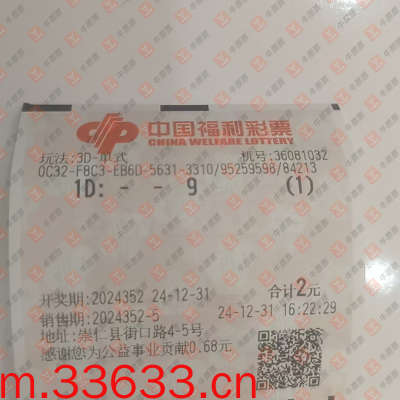 中国福利彩票
CHINA WELFARE LOTTERY
玩法:3D-单式 机号:36081032
0C32-F8C3-EB6D-5631-3310/95259598/84213
1D: - - 9 (1)
开奖期:2024352 24-12-31 合计2元
销售期:2024352-5 24-12-31 16:22:29
地址:崇仁县街口路4-5号
感谢您为公益事业贡献0.68元
m.33633.cn